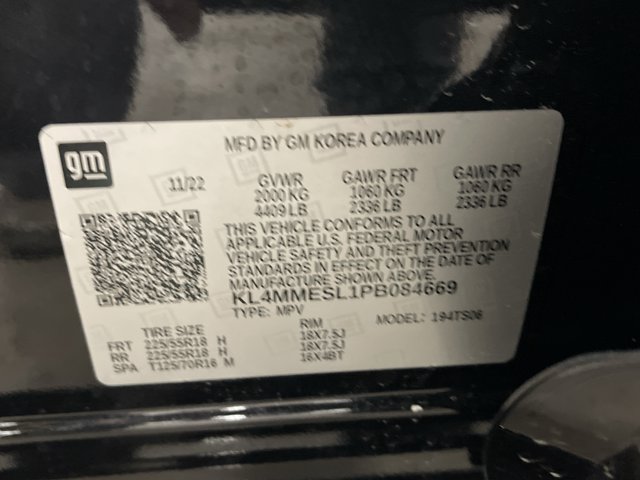 gm
MFD BY GM KOREA COMPANY
11/22 GVWR GAWR FRT GAWR RR
2000 KG 1060 KG 1060 KG
4409 LB 2336 LB 2336 LB
THIS VEHICLE CONFORMS TO ALL
APPLICABLE U.S. FEDERAL MOTOR
VEHICLE SAFETY AND THEFT PREVENTION
STANDARDS IN EFFECT ON THE DATE OF
MANUFACTURE SHOWN ABOVE.
KL4MMESL1PB084669
TYPE: MPV MODEL: 194TS06
TIRE SIZE RIM
FRT 225/55R18 H 18X7.5J
RR 225/55R18 H 18X7.5J
SPA T125/70R16 M 16X4BT